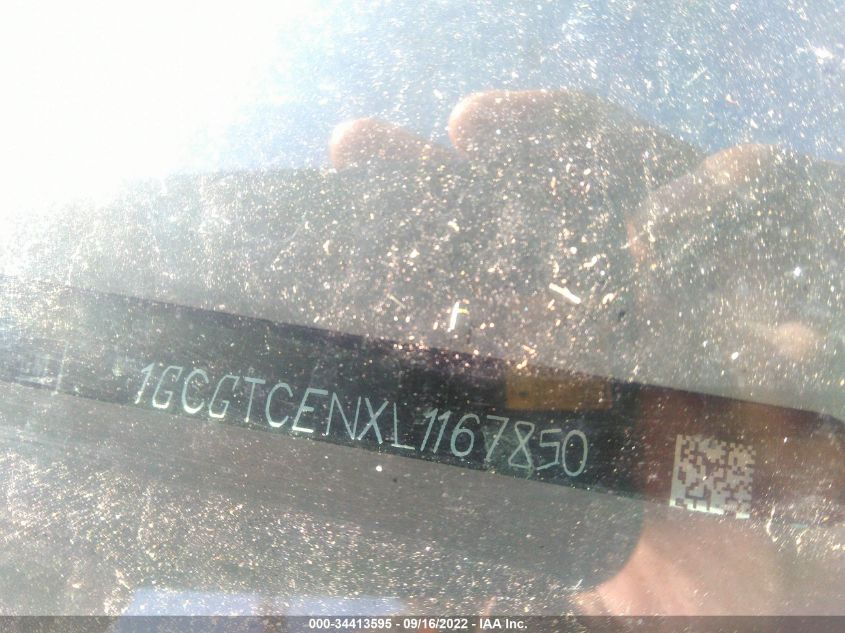 1GCGTCENXL1167850
000-34413595 - 09/16/2022 - IAA Inc.